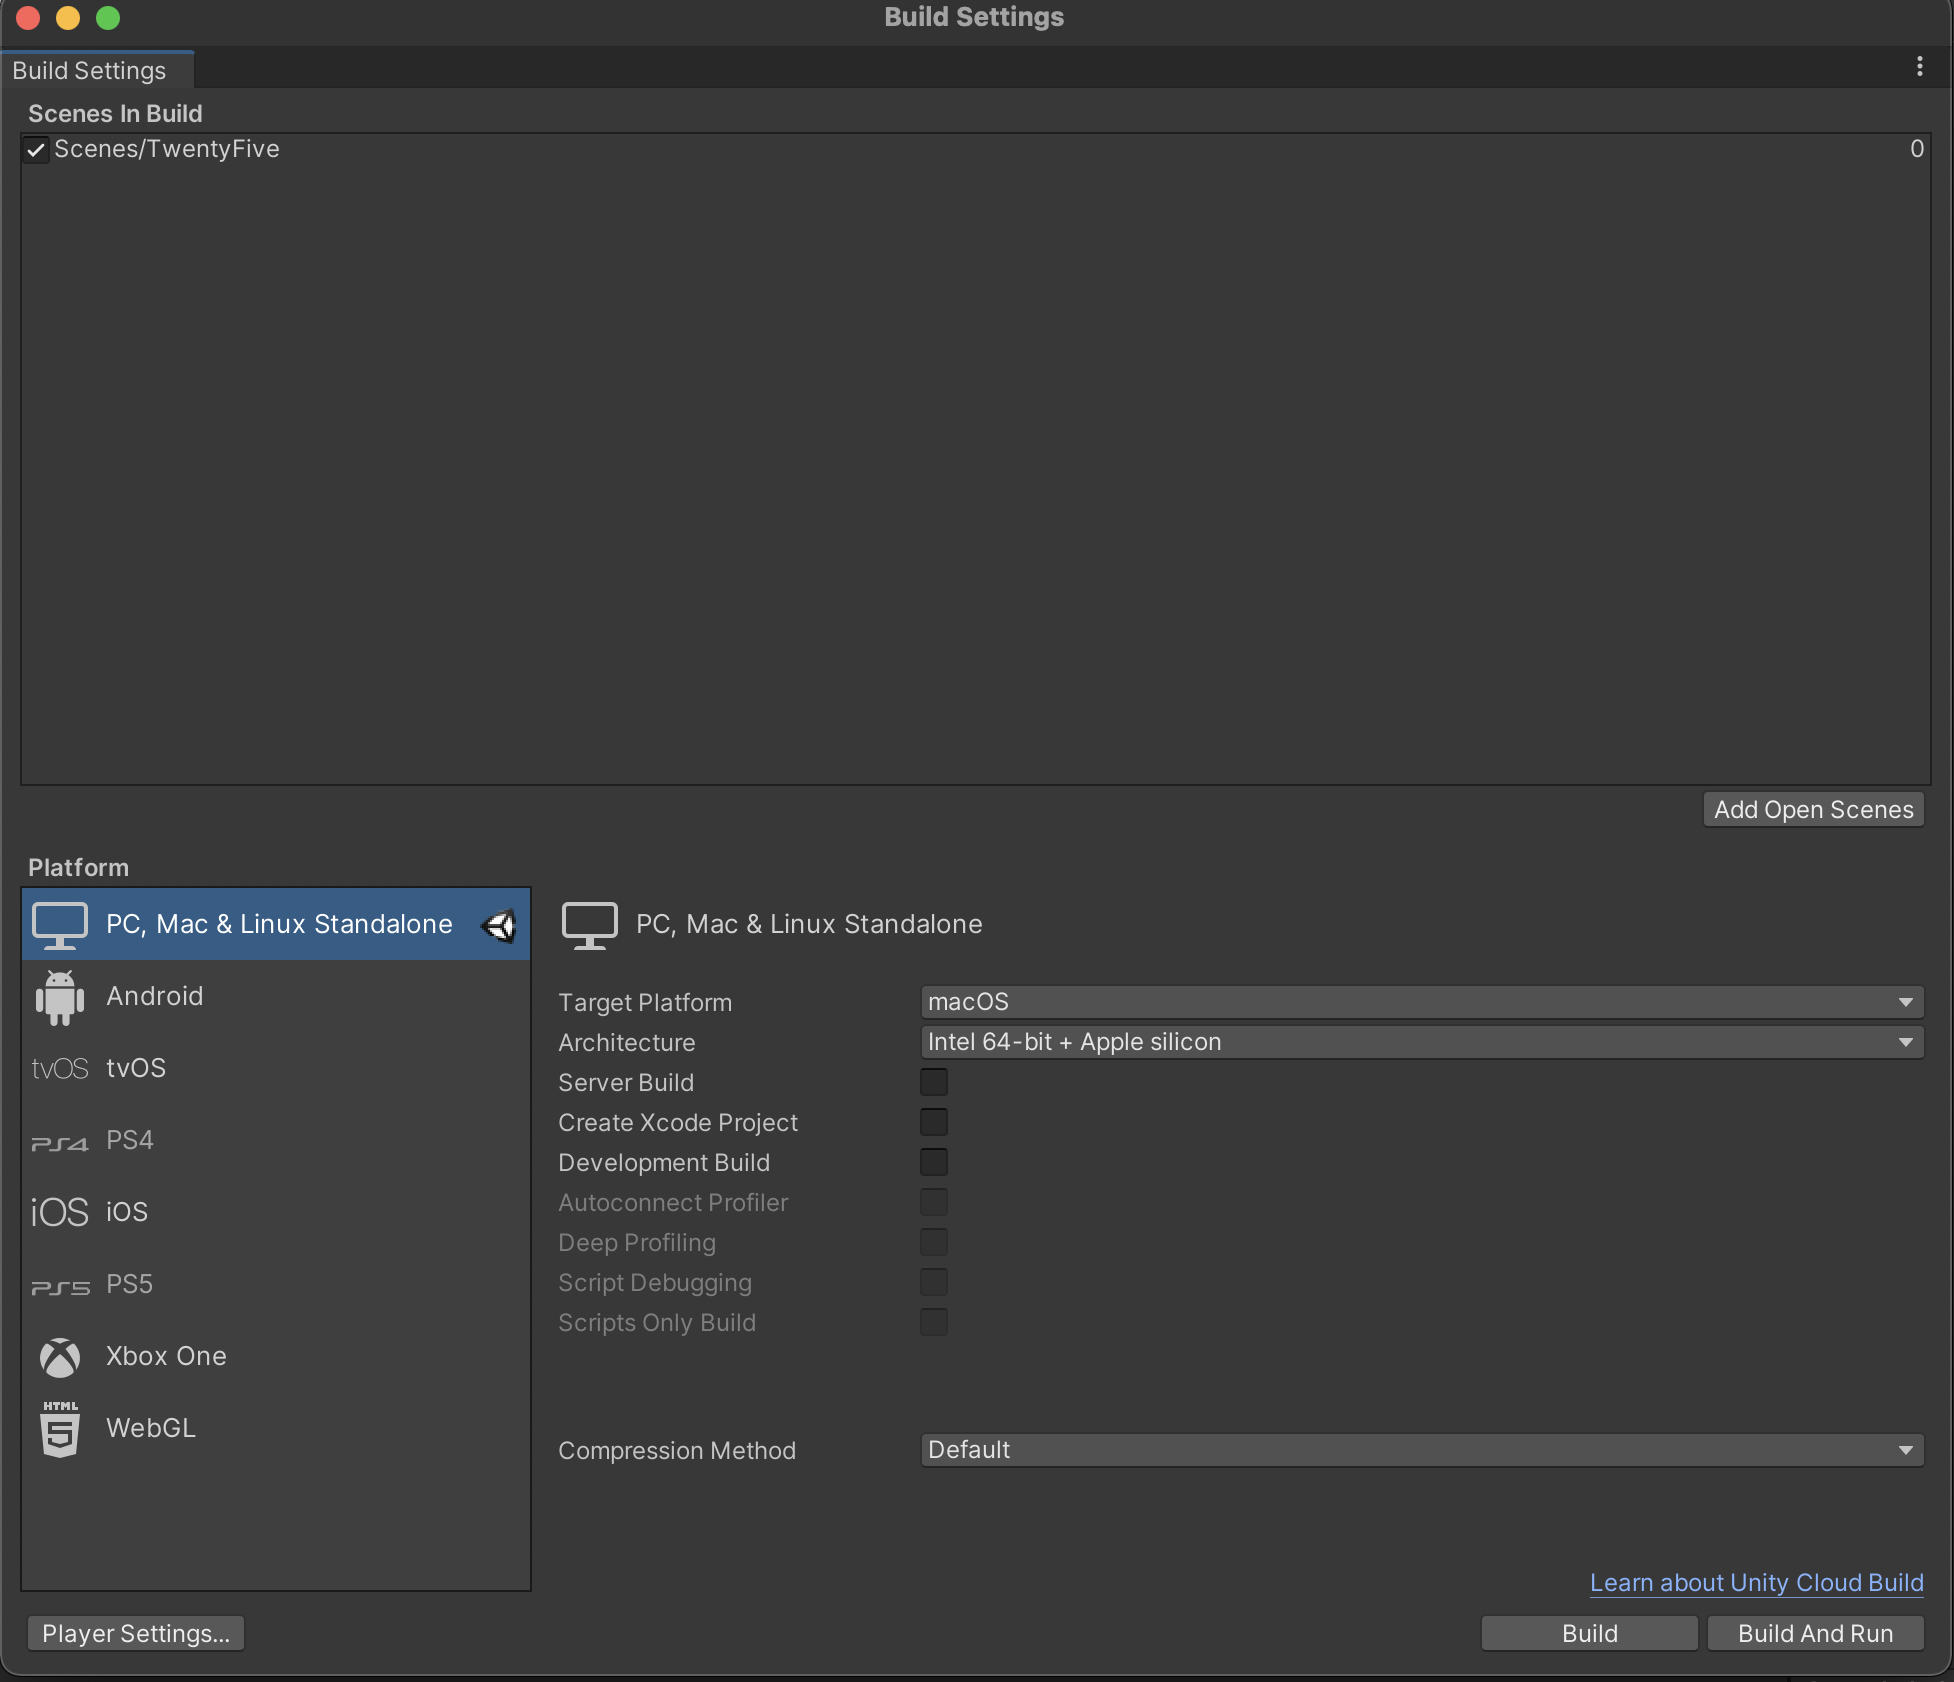 Build Settings
Build Settings
Scenes In Build
Scenes/TwentyFive 0
Add Open Scenes
Platform
PC, Mac & Linux Standalone
Android
tvOS tvOS
PS4 PS4
iOS iOS
PS5 PS5
Xbox One
HTML 5 WebGL
PC, Mac & Linux Standalone
Target Platform macOS
Architecture Intel 64-bit + Apple silicon
Server Build
Create Xcode Project
Development Build
Autoconnect Profiler
Deep Profiling
Script Debugging
Scripts Only Build
Compression Method Default
Learn about Unity Cloud Build
Player Settings... Build Build And Run